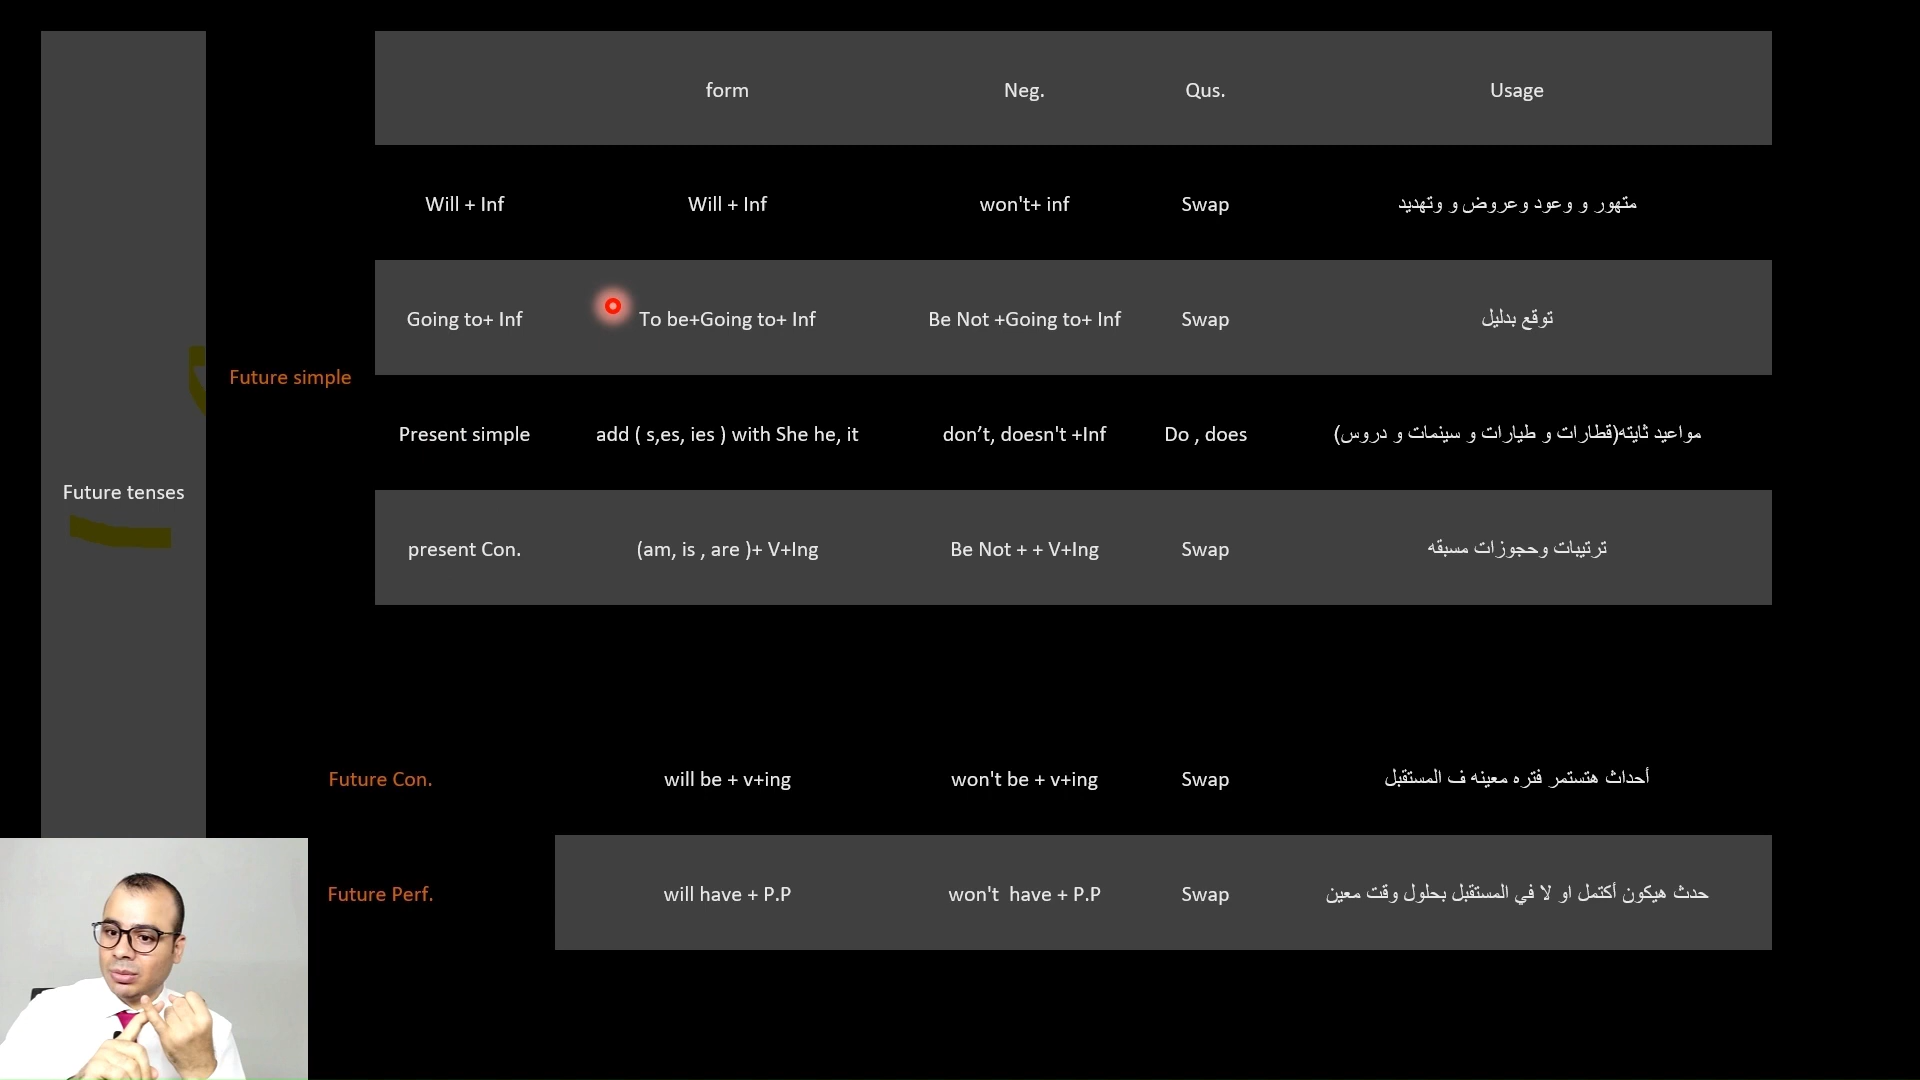 form Neg. Qus. Usage
Will + Inf Will + Inf won't+ inf Swap متهور و وعود وعروض و وتهديد
Going to+ Inf To be+Going to+ Inf Be Not +Going to+ Inf Swap توقع بدليل
Future simple
Present simple add ( s,es, ies ) with She he, it don’t, doesn't +Inf Do , does مواعيد ثابته(قطارات و طيارات و سينمات و دروس)
Future tenses
present Con. (am, is , are )+ V+Ing Be Not + + V+Ing Swap ترتيبات وحجوزات مسبقه
Future Con. will be + v+ing won't be + v+ing Swap أحداث هتستمر فتره معينه ف المستقبل
Future Perf. will have + P.P won't  have + P.P Swap حدث هيكون أكتمل او لا في المستقبل بحلول وقت معين